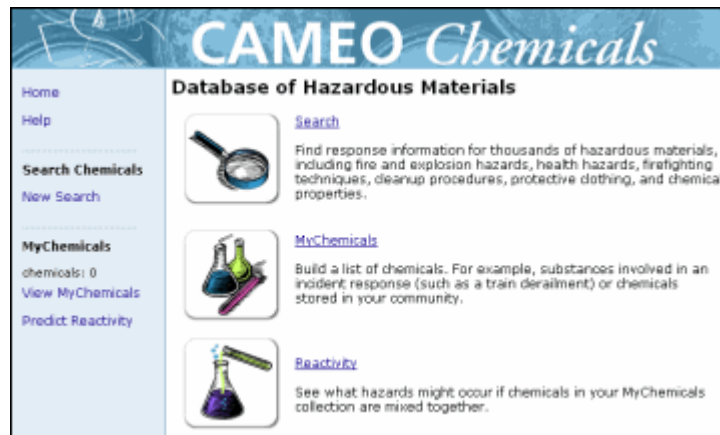 CAMEO Chemicals
Home
Help
Search Chemicals
New Search
MyChemicals
chemicals: 0
View MyChemicals
Predict Reactivity
Database of Hazardous Materials
Search
Find response information for thousands of hazardous materials,
including fire and explosion hazards, health hazards, firefighting
techniques, cleanup procedures, protective clothing, and chemical
properties.
MyChemicals
Build a list of chemicals. For example, substances involved in an
incident response (such as a train derailment) or chemicals
stored in your community.
Reactivity
See what hazards might occur if chemicals in your MyChemicals
collection are mixed together.